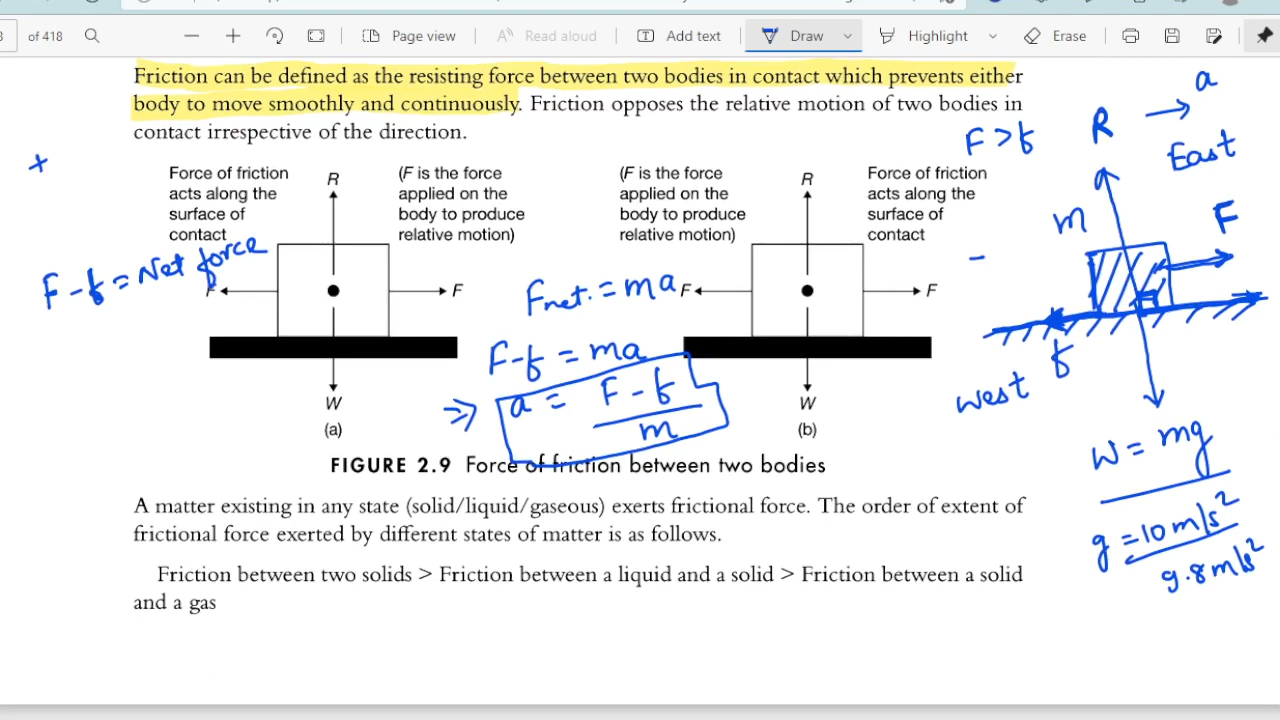 of 418
Page view
Read aloud
Add text
Draw
Highlight
Erase
Friction can be defined as the resisting force between two bodies in contact which prevents either
body to move smoothly and continuously. Friction opposes the relative motion of two bodies in
contact irrespective of the direction.
Force of friction
acts along the
surface of
contact
R
(F is the force
applied on the
body to produce
relative motion)
F
F
W
(a)
(F is the force
applied on the
body to produce
relative motion)
R
Force of friction
acts along the
surface of
contact
F
F
W
(b)
+
F - f = Net force
Fnet. = ma
F - f = ma
⇒ a = F - f / m
F > f
R
→ a
East
m
F
-
f
West
W = mg
g = 10 m/s²
9.8 m/s²
FIGURE 2.9 Force of friction between two bodies
A matter existing in any state (solid/liquid/gaseous) exerts frictional force. The order of extent of
frictional force exerted by different states of matter is as follows.
Friction between two solids > Friction between a liquid and a solid > Friction between a solid
and a gas